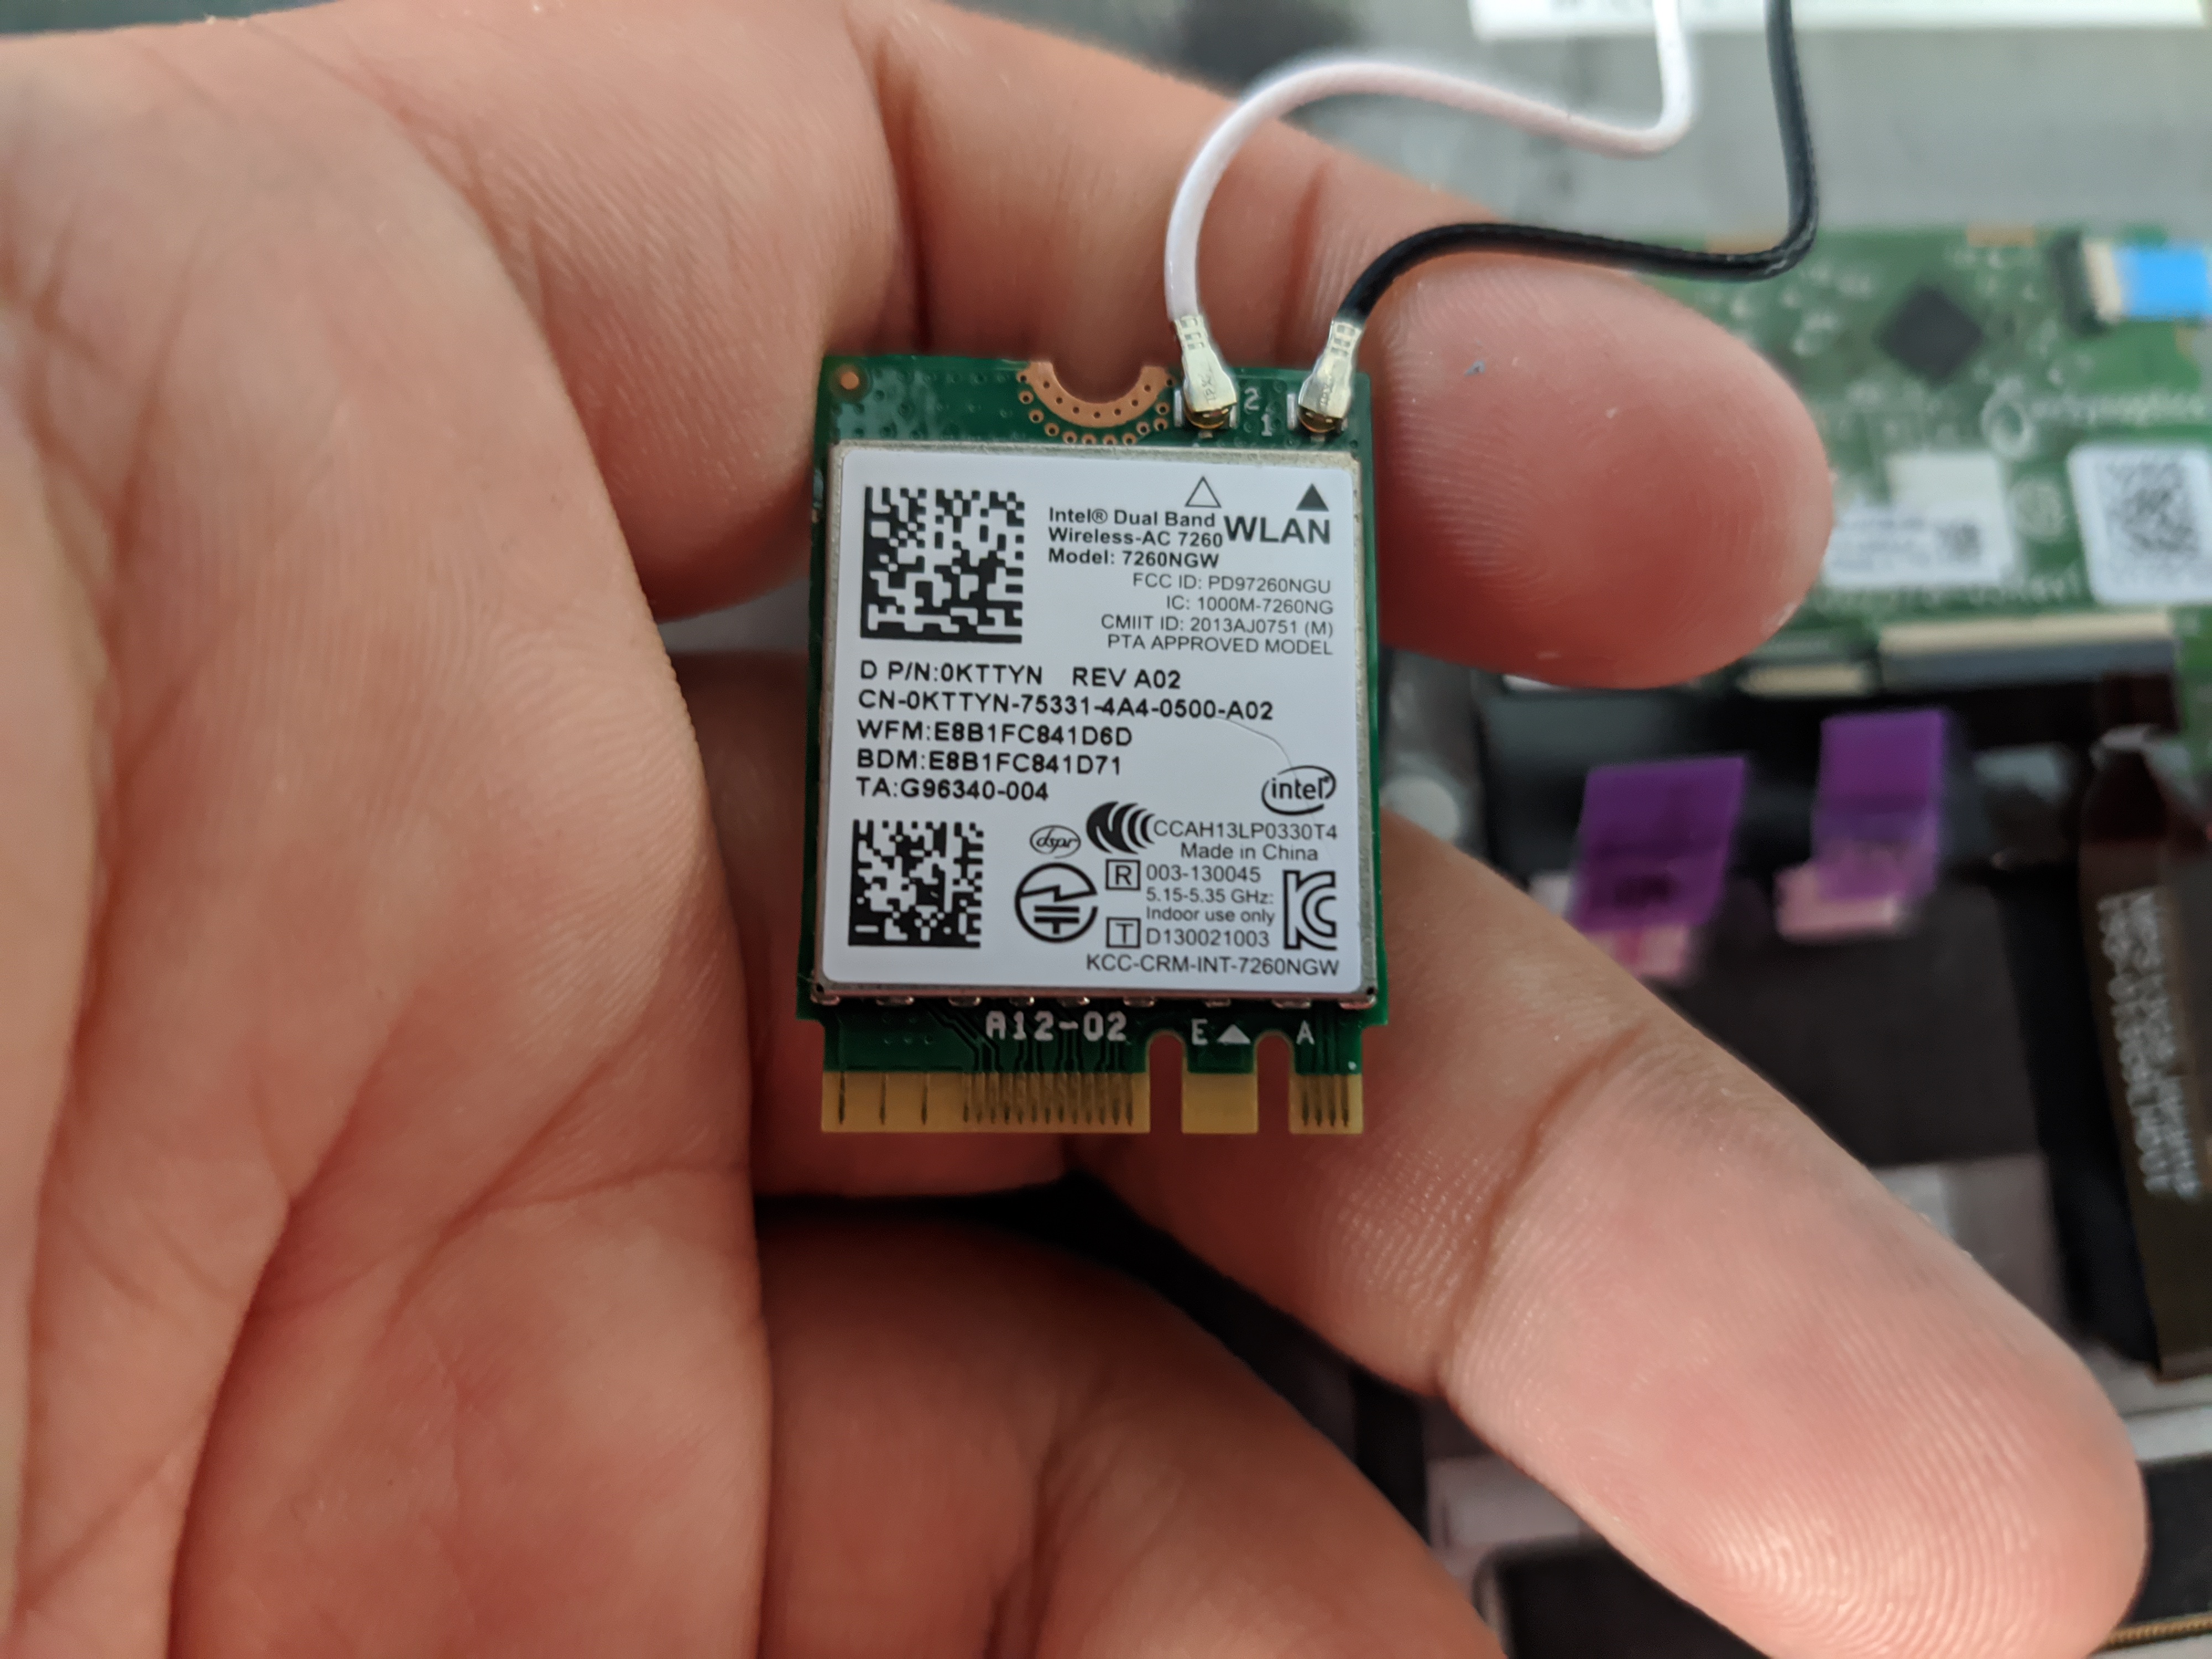 2
1
Intel® Dual Band
Wireless-AC 7260
Model: 7260NGW
WLAN
FCC ID: PD97260NGU
IC: 1000M-7260NG
CMIIT ID: 2013AJ0751 (M)
PTA APPROVED MODEL
D P/N:0KTTYN REV A02
CN-0KTTYN-75331-4A4-0500-A02
WFM:E8B1FC841D6D
BDM:E8B1FC841D71
TA:G96340-004
intel
dspr
CCAH13LP0330T4
Made in China
R 003-130045
5.15-5.35 GHz:
Indoor use only
T D130021003
KCC-CRM-INT-7260NGW
A12-02 E A